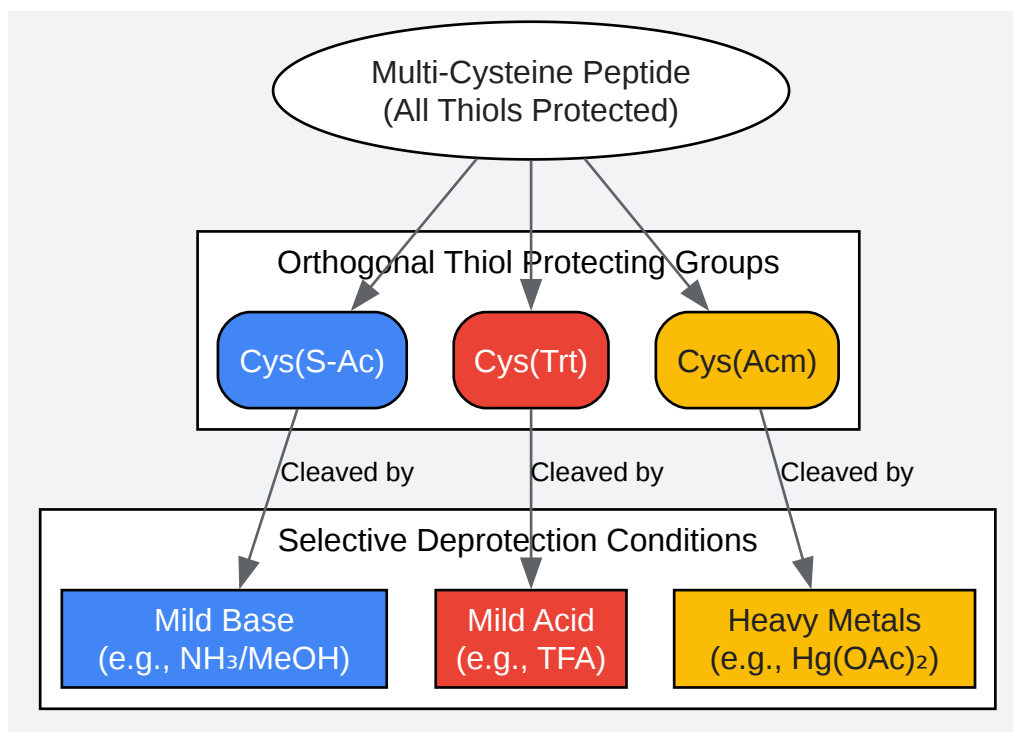 Multi-Cysteine Peptide
(All Thiols Protected)
Orthogonal Thiol Protecting Groups
Cys(S-Ac)
Cys(Trt)
Cys(Acm)
Cleaved by
Cleaved by
Cleaved by
Selective Deprotection Conditions
Mild Base
(e.g., NH₃/MeOH)
Mild Acid
(e.g., TFA)
Heavy Metals
(e.g., Hg(OAc)₂)